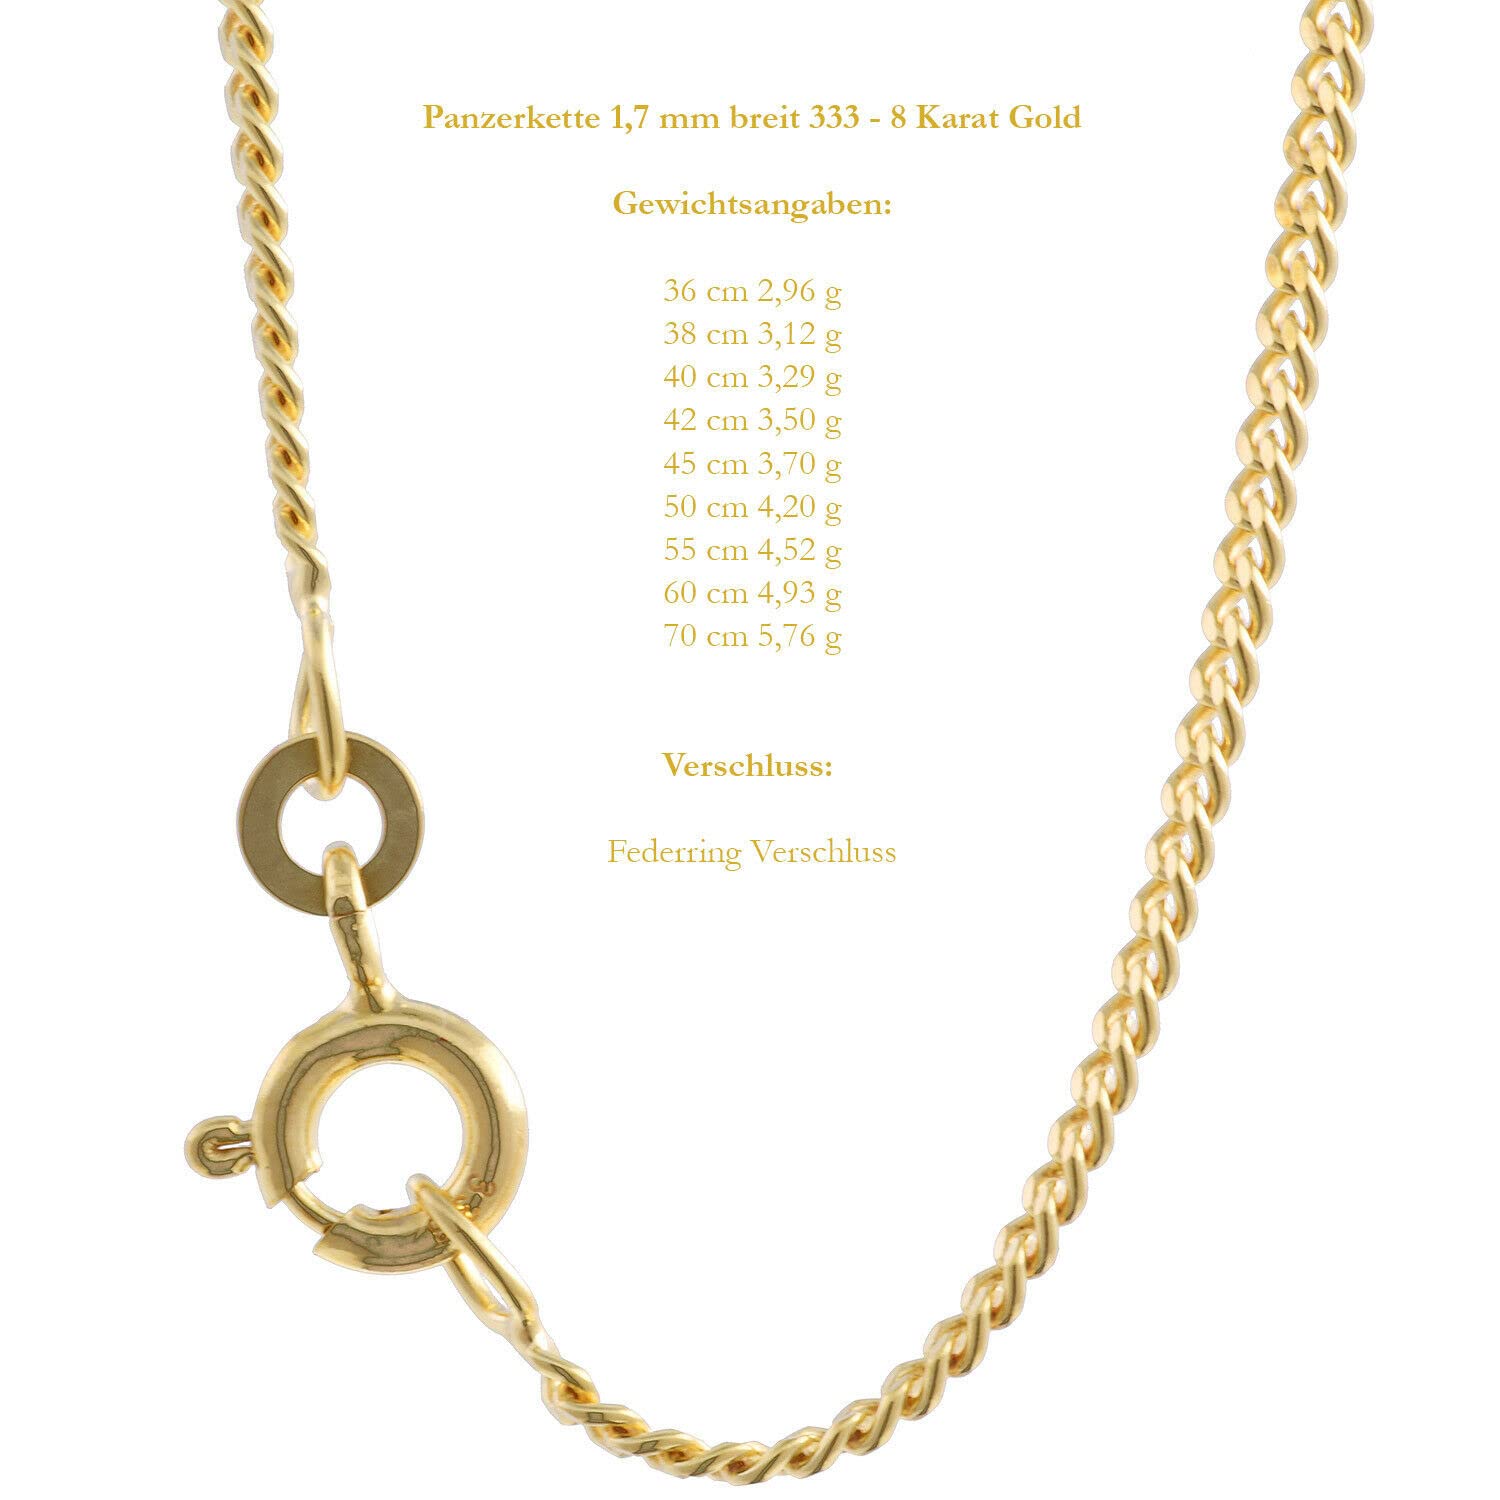 Panzerkette 1,7 mm breit 333 - 8 Karat Gold
Gewichtsangaben:
36 cm 2,96 g
38 cm 3,12 g
40 cm 3,29 g
42 cm 3,50 g
45 cm 3,70 g
50 cm 4,20 g
55 cm 4,52 g
60 cm 4,93 g
70 cm 5,76 g
Verschluss:
Federring Verschluss